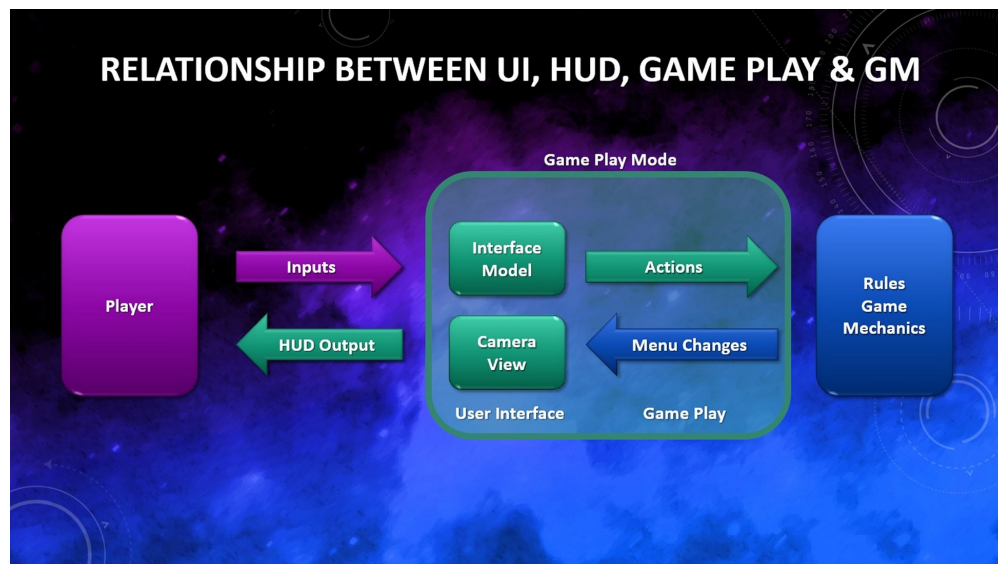 RELATIONSHIP BETWEEN UI, HUD, GAME PLAY & GM
Game Play Mode
Player
Inputs
HUD Output
Interface
Model
Camera
View
User Interface
Actions
Menu Changes
Game Play
Rules
Game
Mechanics